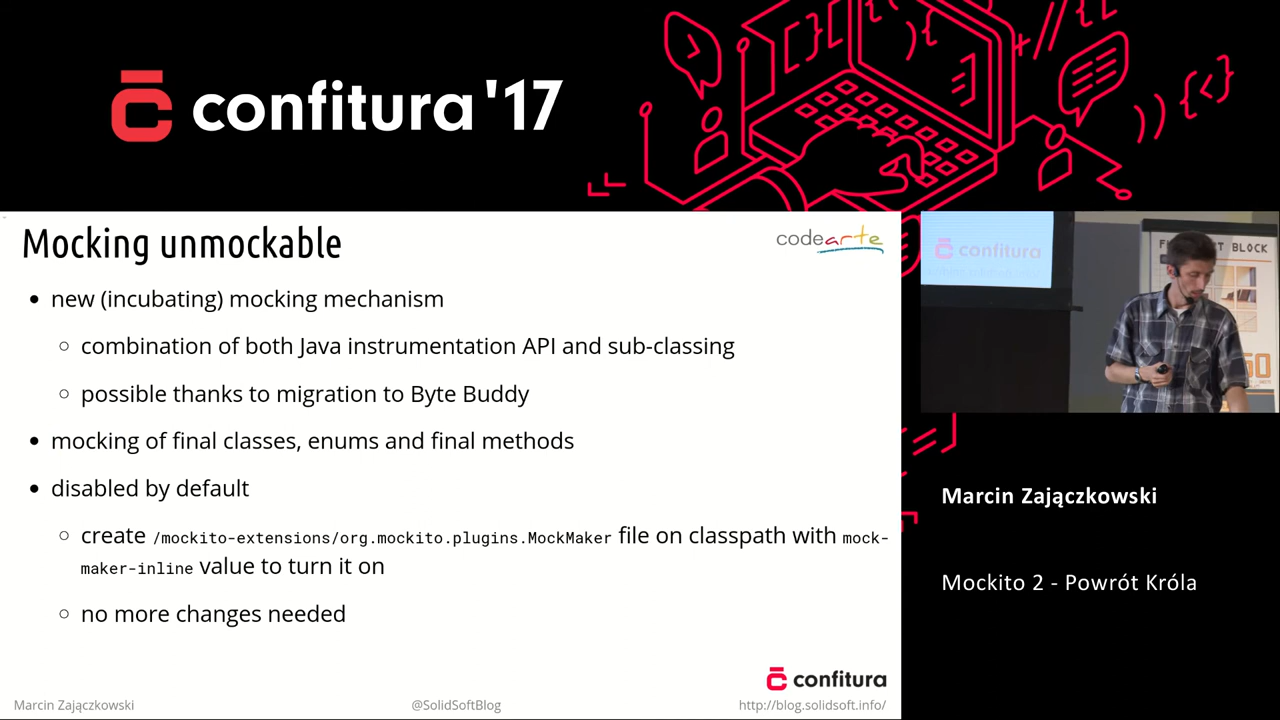 confitura '17
Mocking unmockable
codearte
• new (incubating) mocking mechanism
○ combination of both Java instrumentation API and sub-classing
○ possible thanks to migration to Byte Buddy
• mocking of final classes, enums and final methods
• disabled by default
○ create /mockito-extensions/org.mockito.plugins.MockMaker file on classpath with mock-
maker-inline value to turn it on
○ no more changes needed
confitura
Marcin Zajączkowski
@SolidSoftBlog
http://blog.solidsoft.info/
confitura
BLOCK
Marcin Zajączkowski
Mockito 2 - Powrót Króla